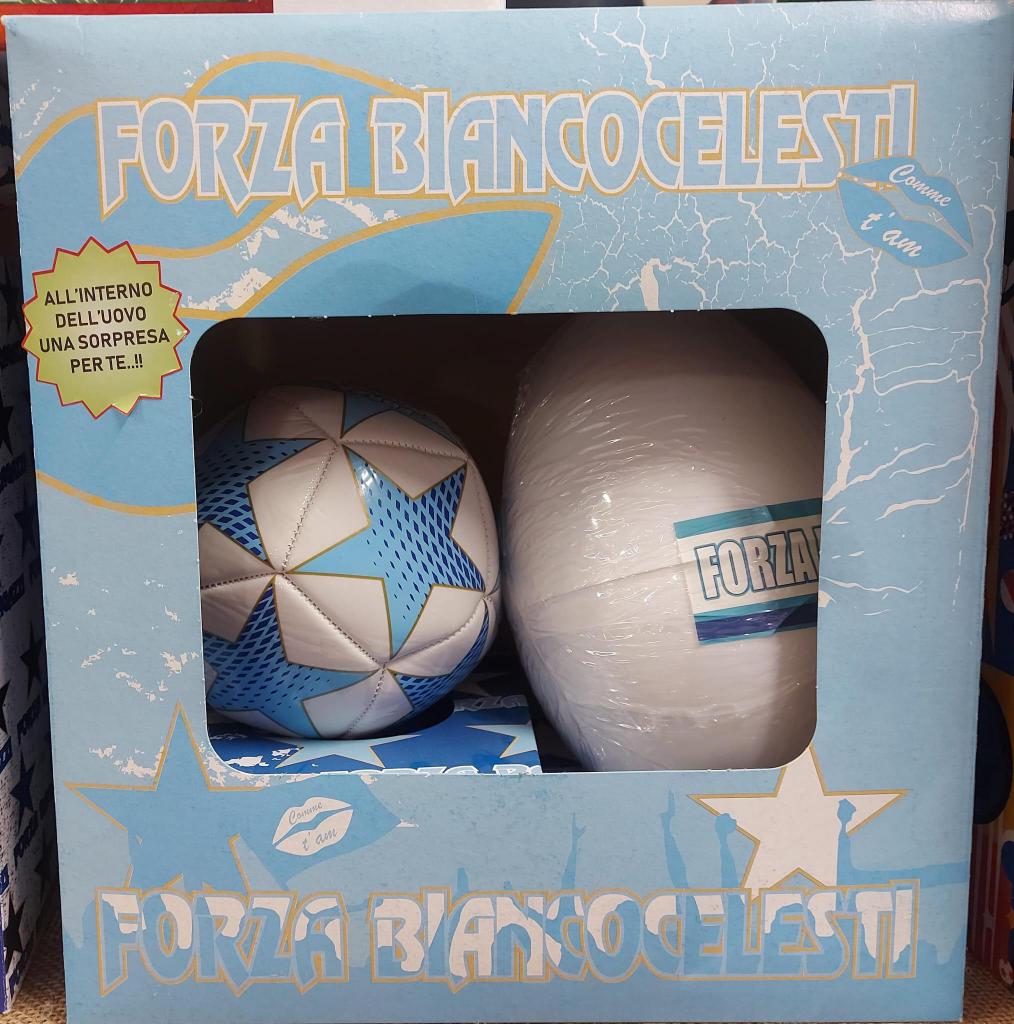 FORZA BIANCOCELESTI
Comme
t'am
ALL'INTERNO
DELL'UOVO
UNA SORPRESA
PER TE..!!
FORZA
Comme
t'am
FORZA BIANCOCELESTI